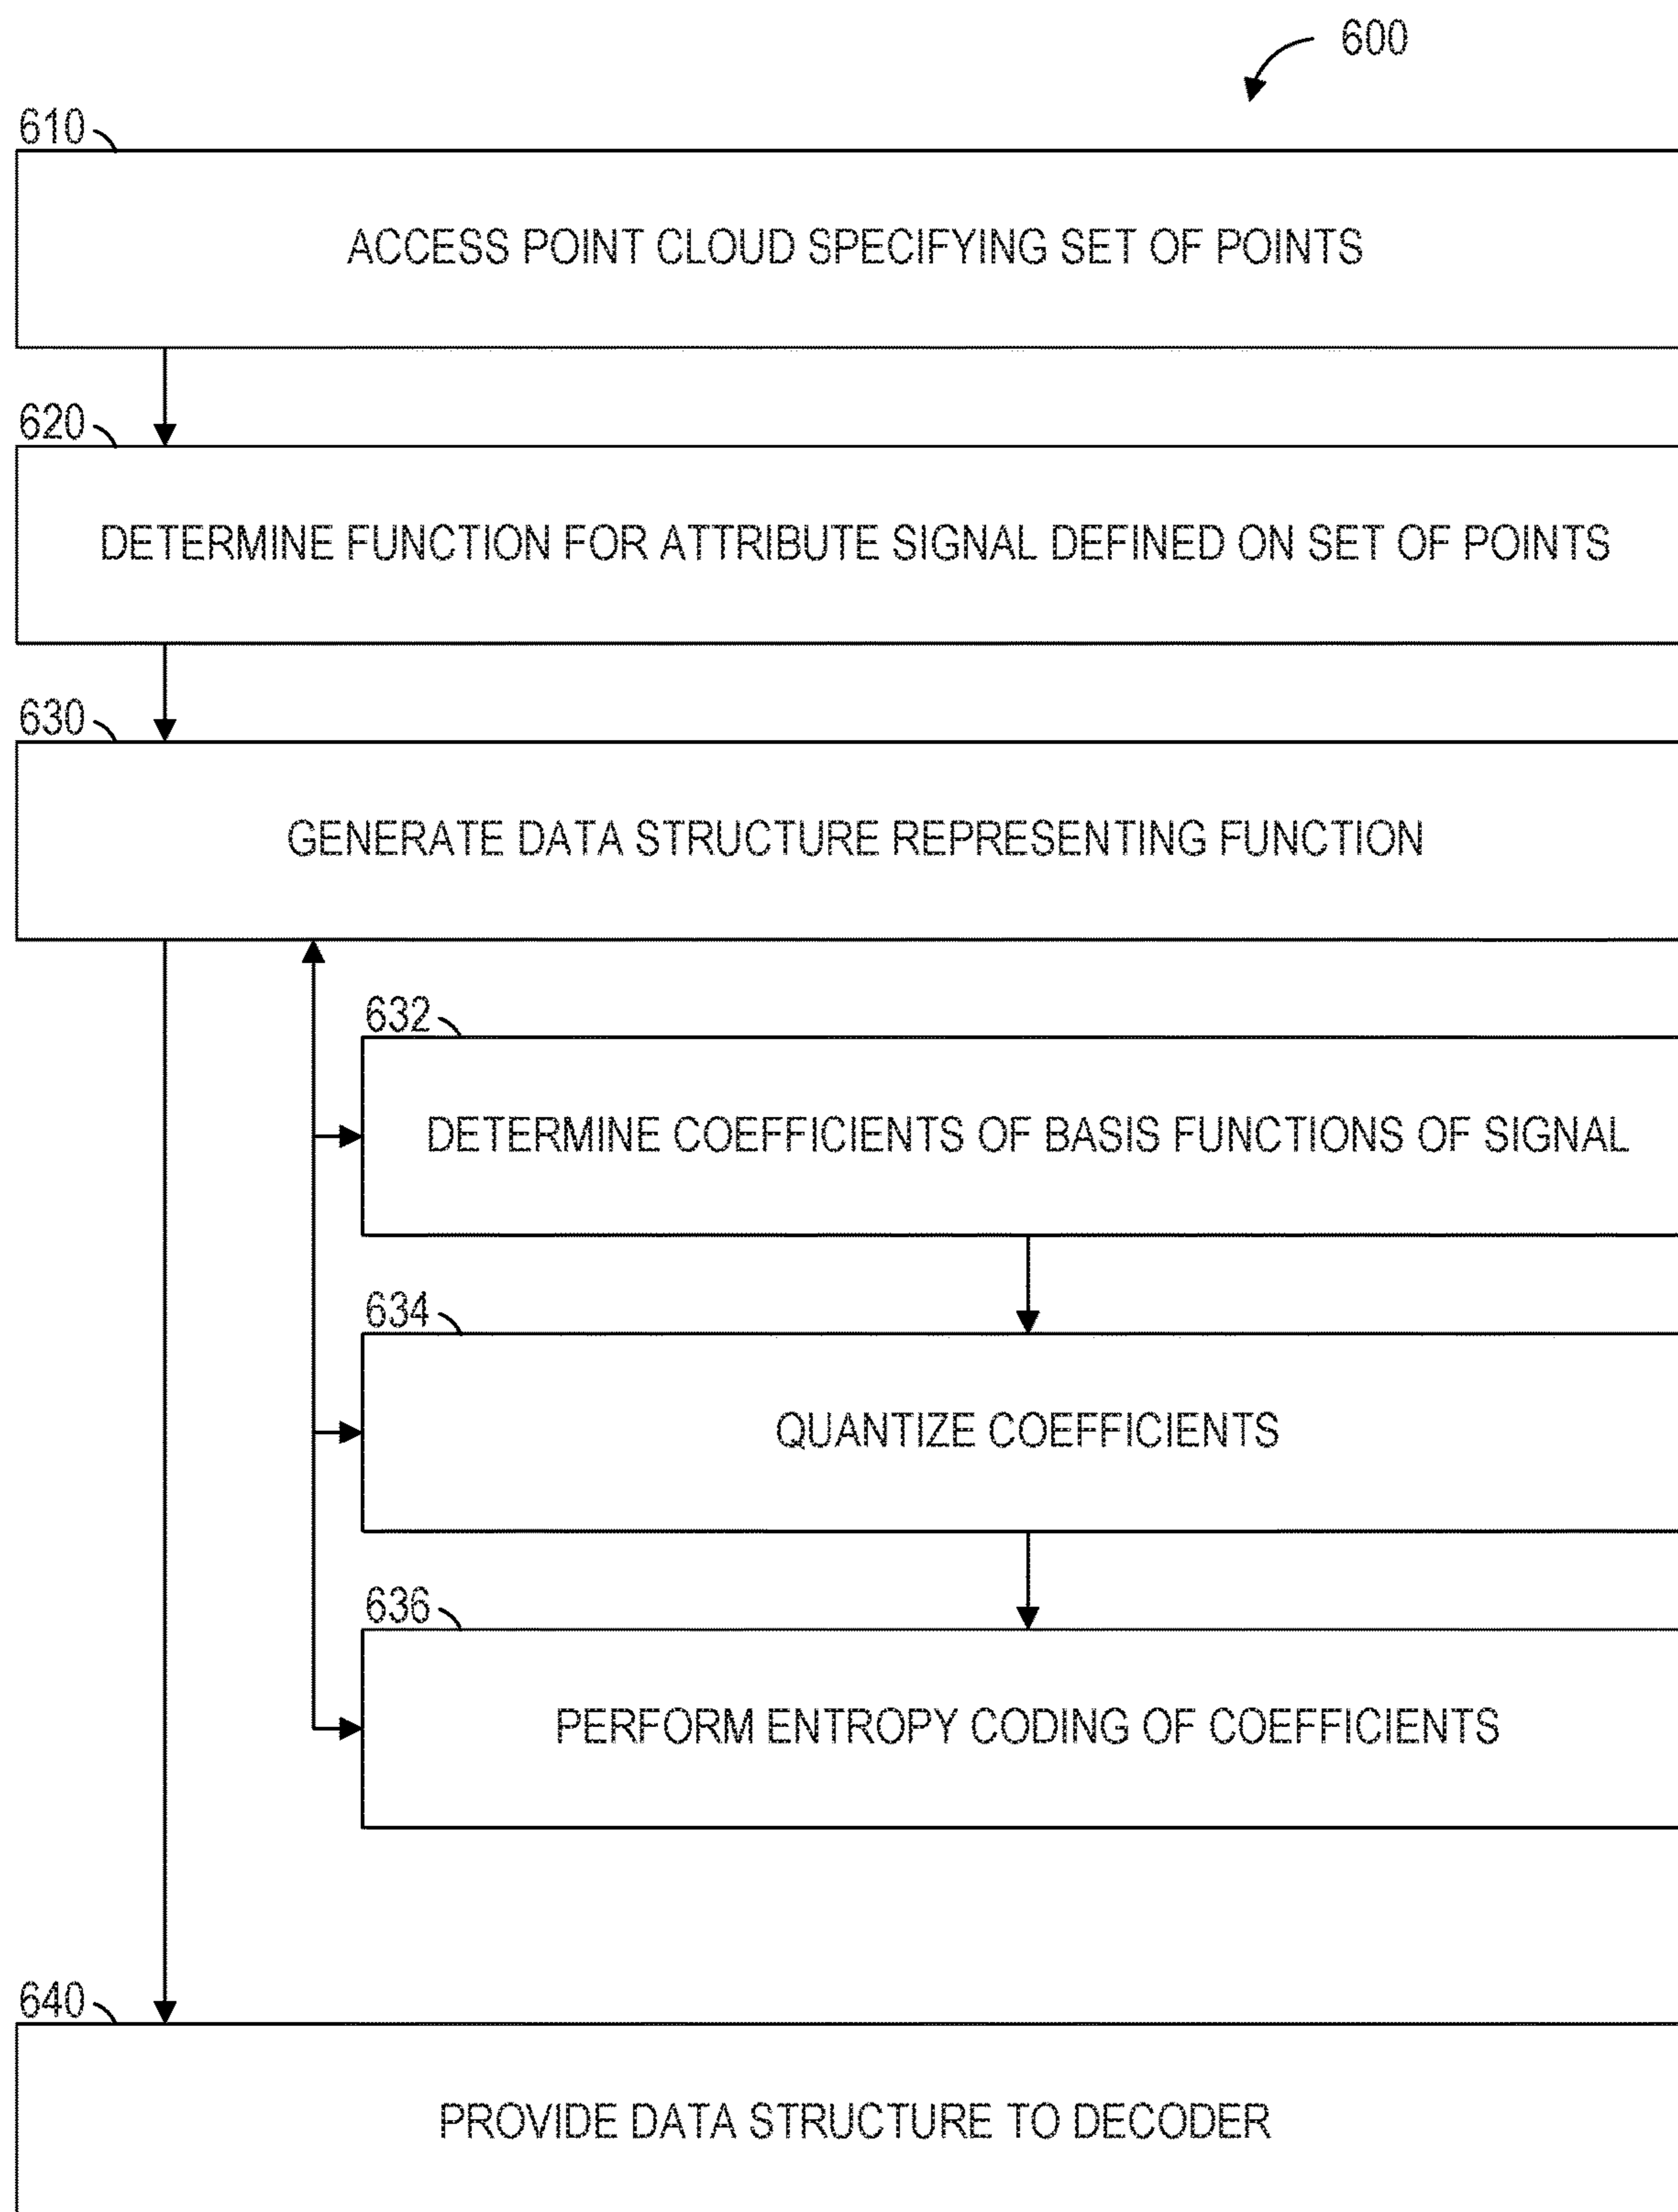 600
610
ACCESS POINT CLOUD SPECIFYING SET OF POINTS
620
DETERMINE FUNCTION FOR ATTRIBUTE SIGNAL DEFINED ON SET OF POINTS
630
GENERATE DATA STRUCTURE REPRESENTING FUNCTION
632
DETERMINE COEFFICIENTS OF BASIS FUNCTIONS OF SIGNAL
634
QUANTIZE COEFFICIENTS
636
PERFORM ENTROPY CODING OF COEFFICIENTS
640
PROVIDE DATA STRUCTURE TO DECODER